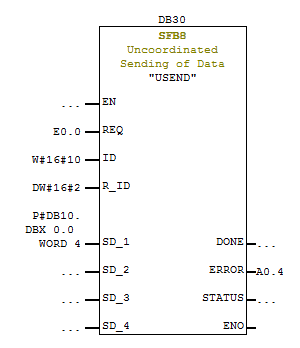 DB30
SFB8
Uncoordinated
Sending of Data
"USEND"
... EN
E0.0 REQ
W#16#10 ID
DW#16#2 R_ID
P#DB10.
DBX 0.0
WORD 4 SD_1 DONE ...
... SD_2 ERROR A0.4
... SD_3 STATUS ...
... SD_4 ENO